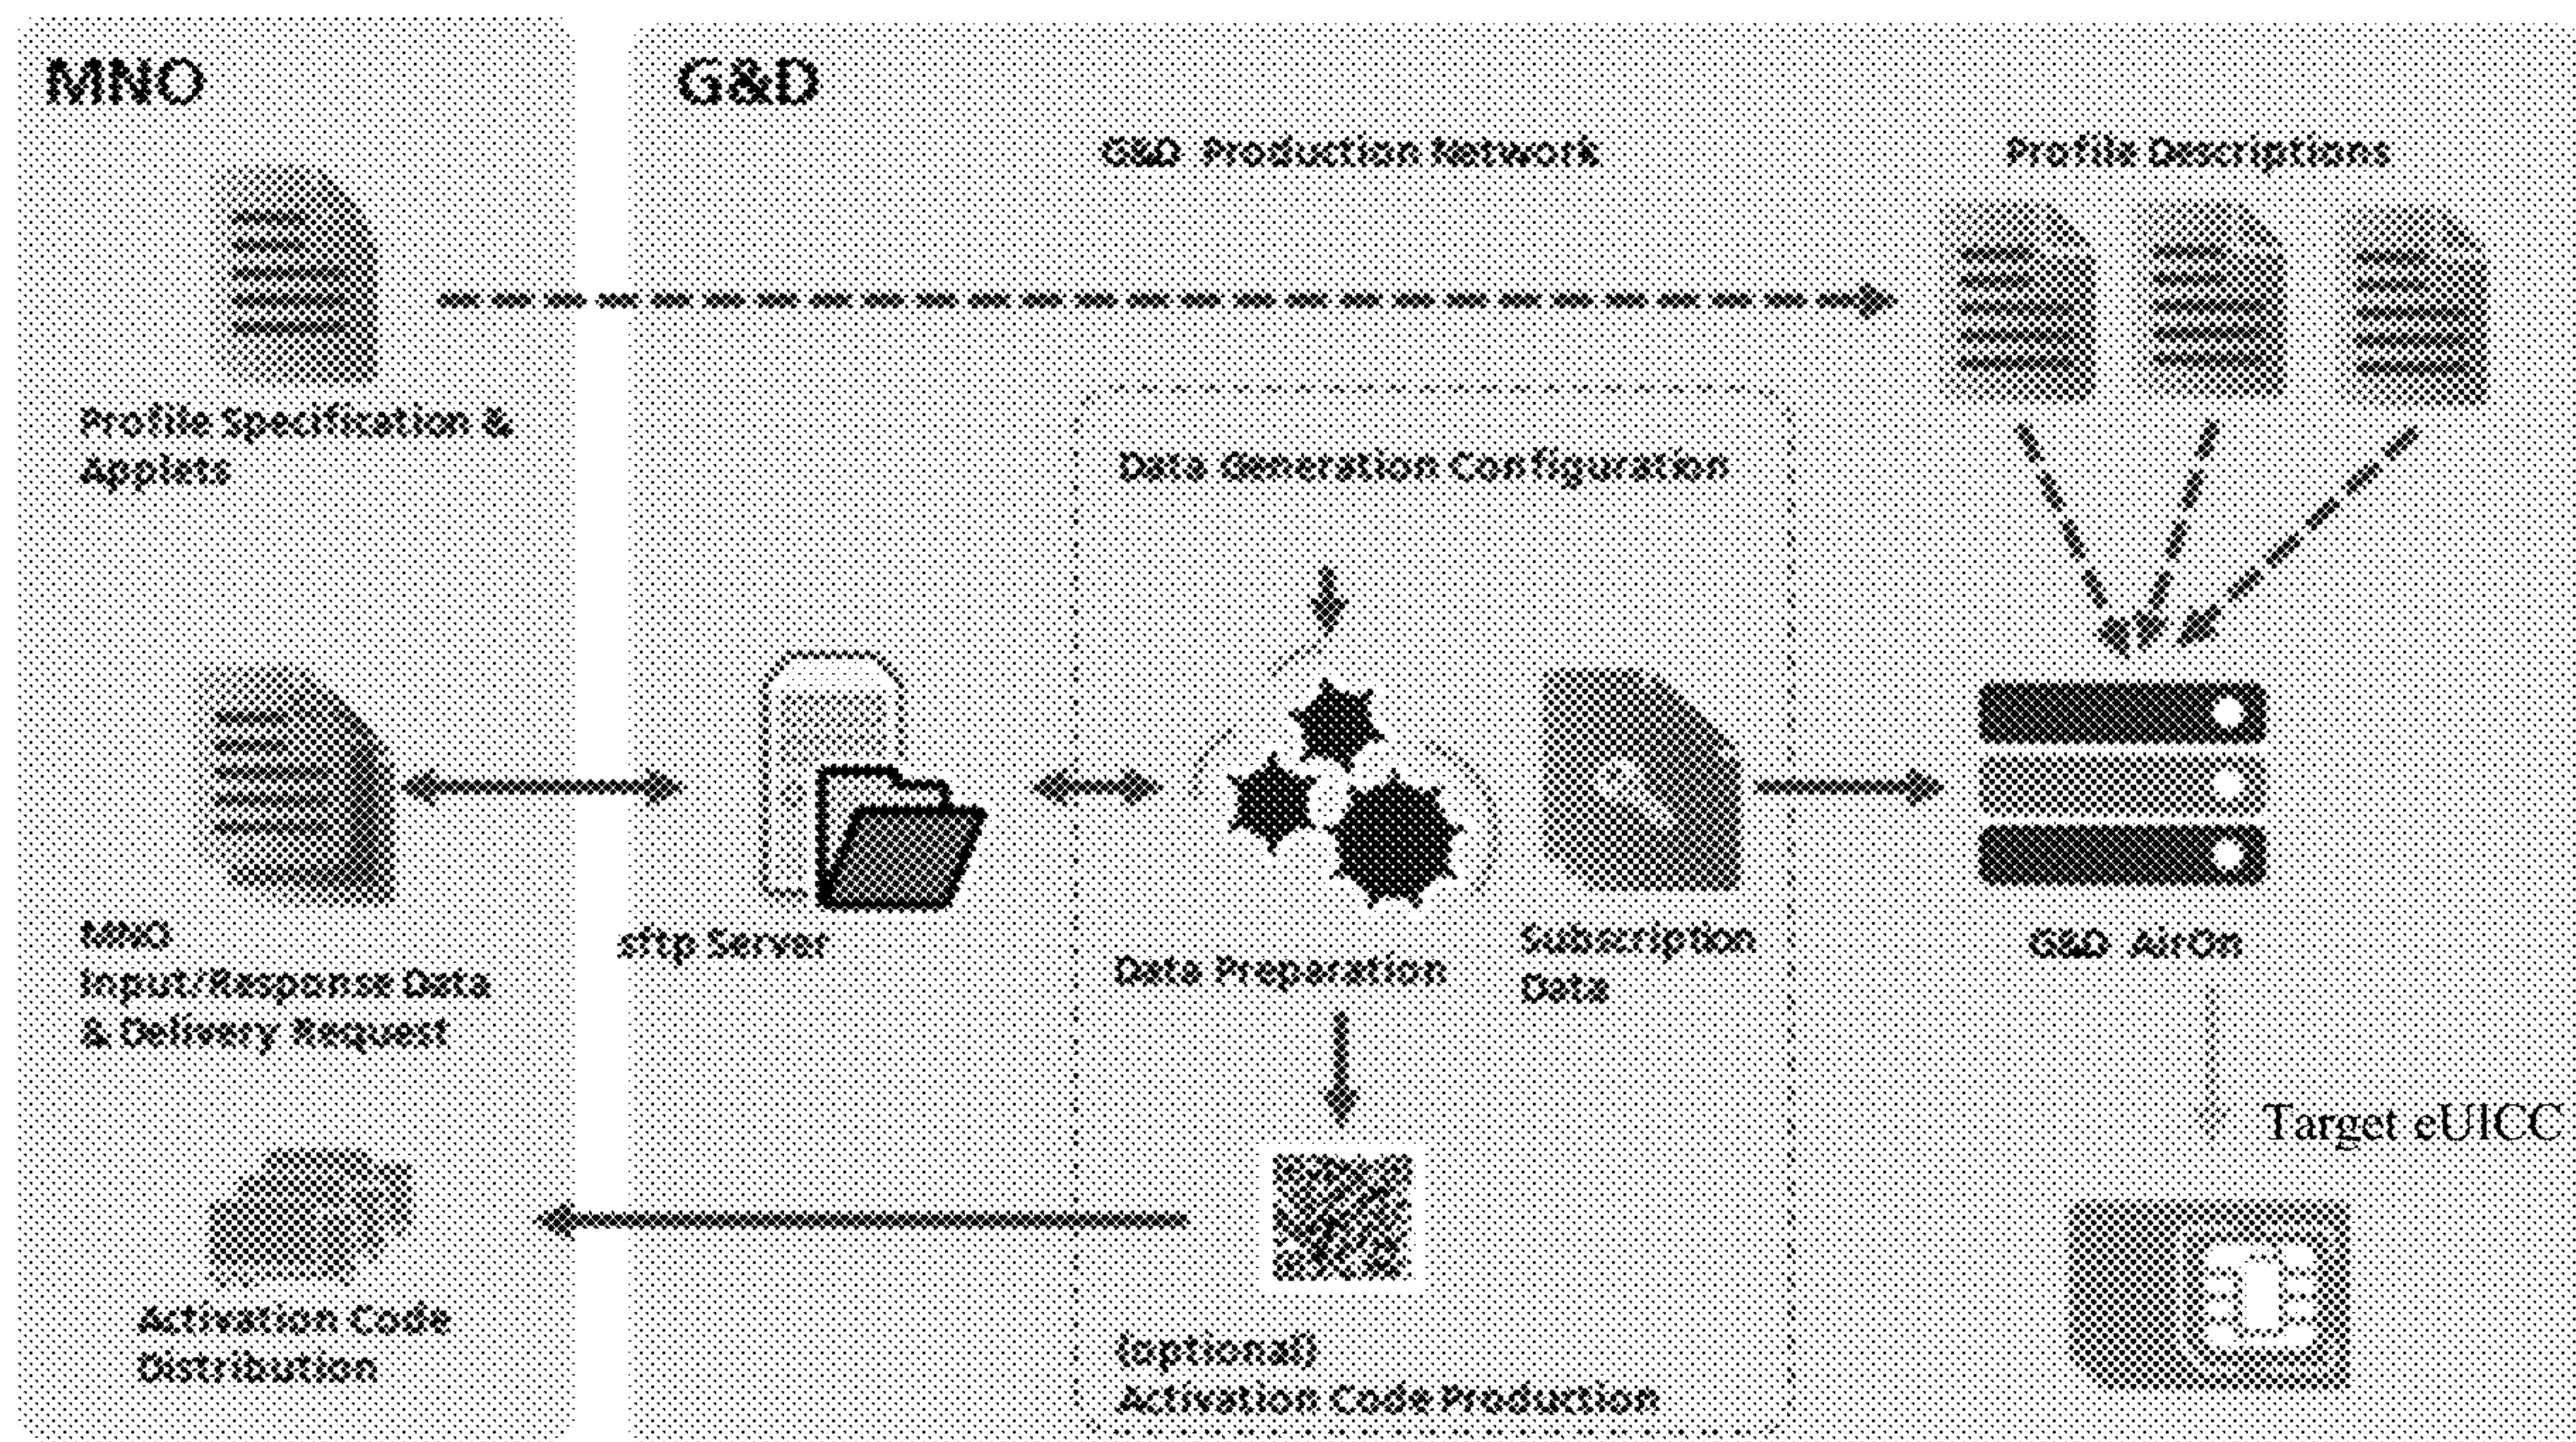 MNO
G&D
G&D Production Network
Profile Descriptions
Profile Specification &
Applets
Data Generation Configuration
MNO
Input/Response Data
& Delivery Request
sftp Server
Data Preparation
Subscription
Data
G&D AirOn
Target eUICC
Activation Code
Distribution
(optional)
Activation Code Production